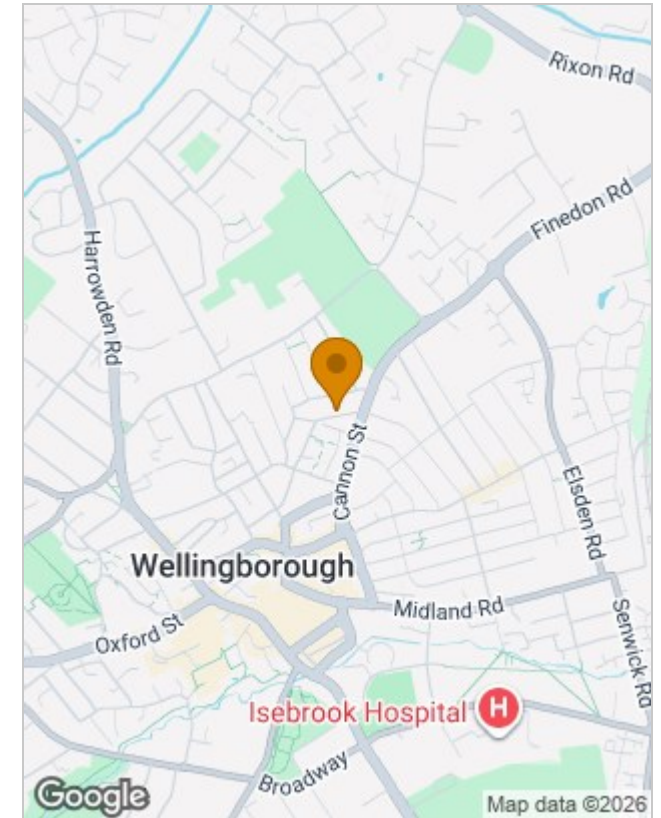 Rixon Rd
Finedon Rd
Harrowden Rd
Cannon St
Elsden Rd
Wellingborough
Midland Rd
Oxford St
Senwick Rd
Isebrook Hospital H
Broadway
Google
Map data ©2026